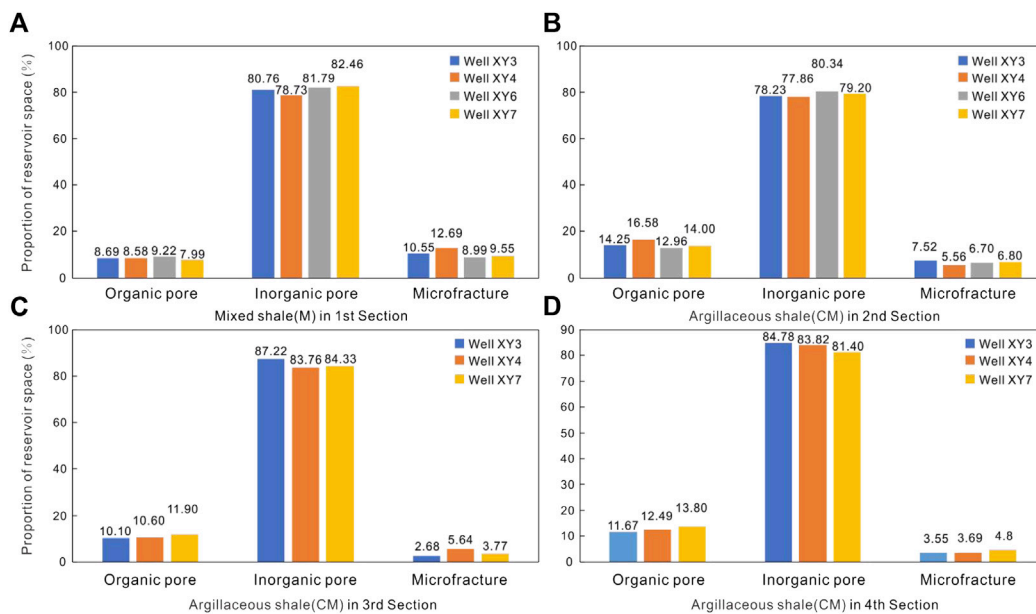 A
Proportion of reservoir space (%)
100
80
60
40
20
0
Well XY3
Well XY4
Well XY6
Well XY7
8.69 8.58 9.22 7.99
80.76 78.73 81.79 82.46
10.55 12.69 8.99 9.55
Organic pore Inorganic pore Microfracture
Mixed shale(M) in 1st Section
B
100
80
60
40
20
0
Well XY3
Well XY4
Well XY6
Well XY7
14.25 16.58 12.96 14.00
78.23 77.86 80.34 79.20
7.52 5.56 6.70 6.80
Organic pore Inorganic pore Microfracture
Argillaceous shale(CM) in 2nd Section
C
Proportion of reservoir space (%)
100
80
60
40
20
0
Well XY3
Well XY4
Well XY7
10.10 10.60 11.90
87.22 83.76 84.33
2.68 5.64 3.77
Organic pore Inorganic pore Microfracture
Argillaceous shale(CM) in 3rd Section
D
90
80
70
60
50
40
30
20
10
0
Well XY3
Well XY4
Well XY7
11.67 12.49 13.80
84.78 83.82 81.40
3.55 3.69 4.8
Organic pore Inorganic pore Microfracture
Argillaceous shale(CM) in 4th Section